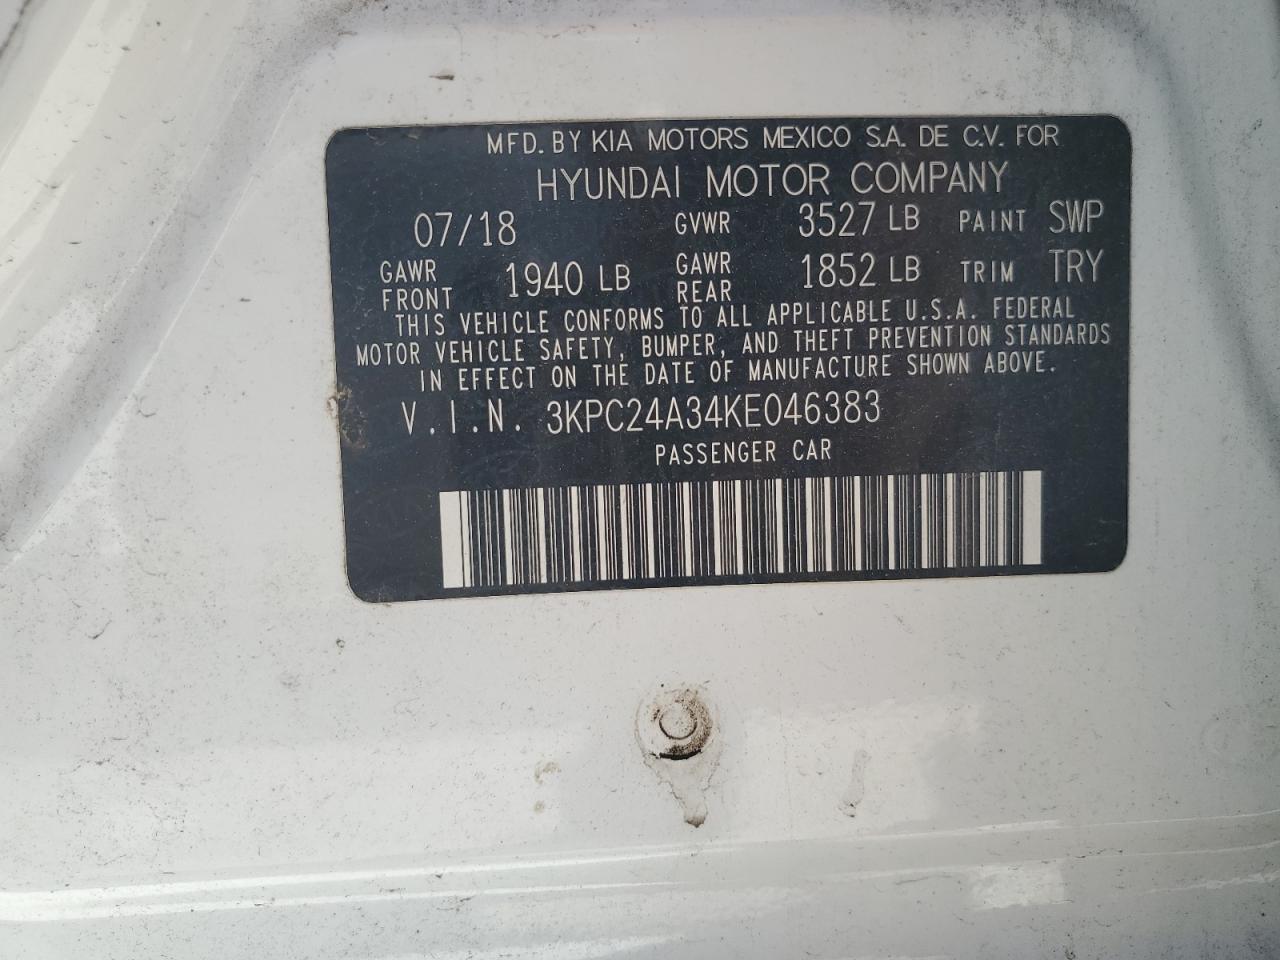 MFD. BY KIA MOTORS MEXICO S.A. DE C.V. FOR
HYUNDAI MOTOR COMPANY
07/18 GVWR 3527 LB PAINT SWP
GAWR FRONT 1940 LB GAWR REAR 1852 LB TRIM TRY
THIS VEHICLE CONFORMS TO ALL APPLICABLE U.S.A. FEDERAL
MOTOR VEHICLE SAFETY, BUMPER, AND THEFT PREVENTION STANDARDS
IN EFFECT ON THE DATE OF MANUFACTURE SHOWN ABOVE.
V.I.N. 3KPC24A34KE046383
PASSENGER CAR